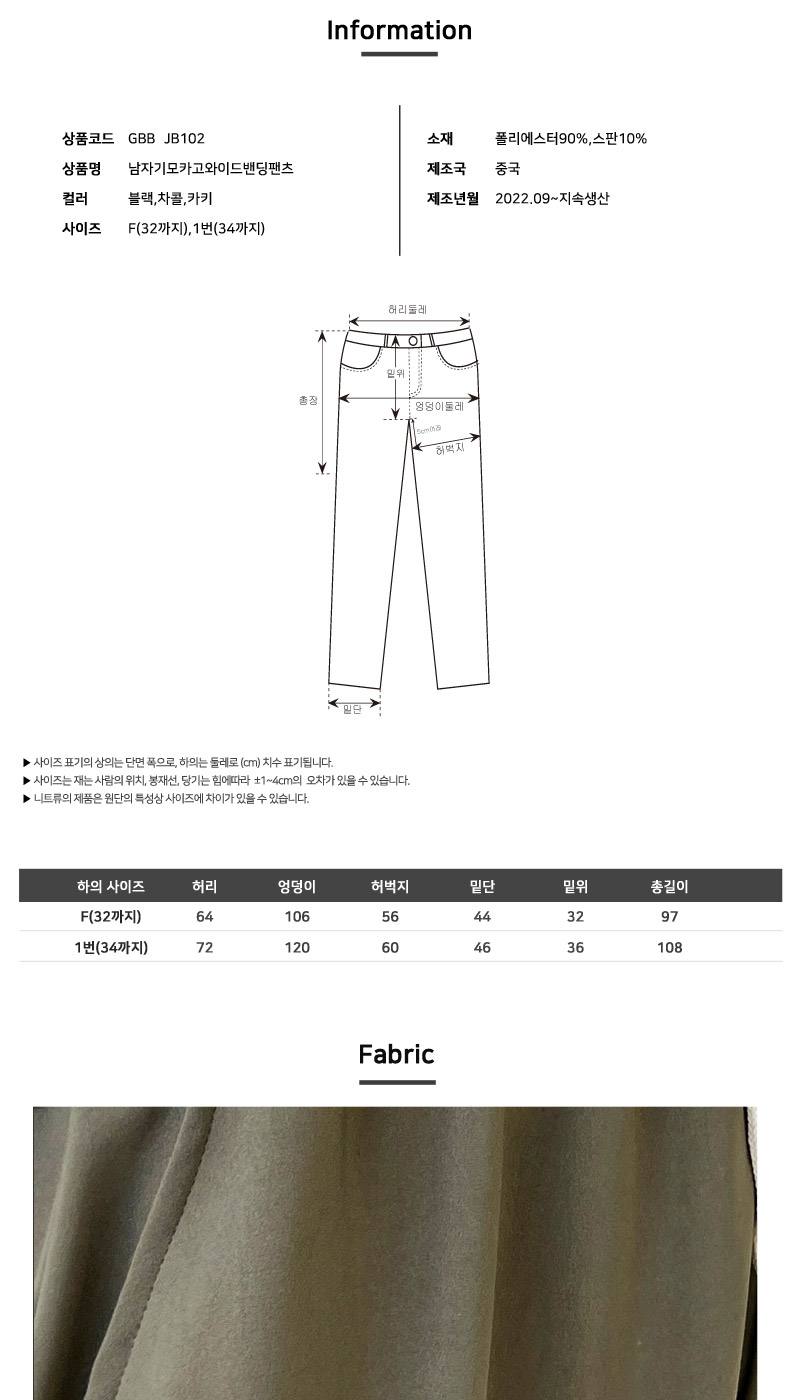 Information
상품코드 GBB JB102
상품명 남자기모카고와이드밴딩팬츠
컬러 블랙,차콜,카키
사이즈 F(32까지),1번(34까지)
소재 폴리에스터90%,스판10%
제조국 중국
제조년월 2022.09~지속생산
허리둘레
밑위
총장
엉덩이둘레
5cm아래
허벅지
밑단
▶ 사이즈 표기의 상의는 단면 폭으로, 하의는 둘레로 (cm) 치수 표기됩니다.
▶ 사이즈는 재는 사람의 위치, 봉재선, 당기는 힘에따라 ±1~4cm의 오차가 있을 수 있습니다.
▶ 니트류의 제품은 원단의 특성상 사이즈에 차이가 있을 수 있습니다.
하의 사이즈 허리 엉덩이 허벅지 밑단 밑위 총길이
F(32까지) 64 106 56 44 32 97
1번(34까지) 72 120 60 46 36 108
Fabric